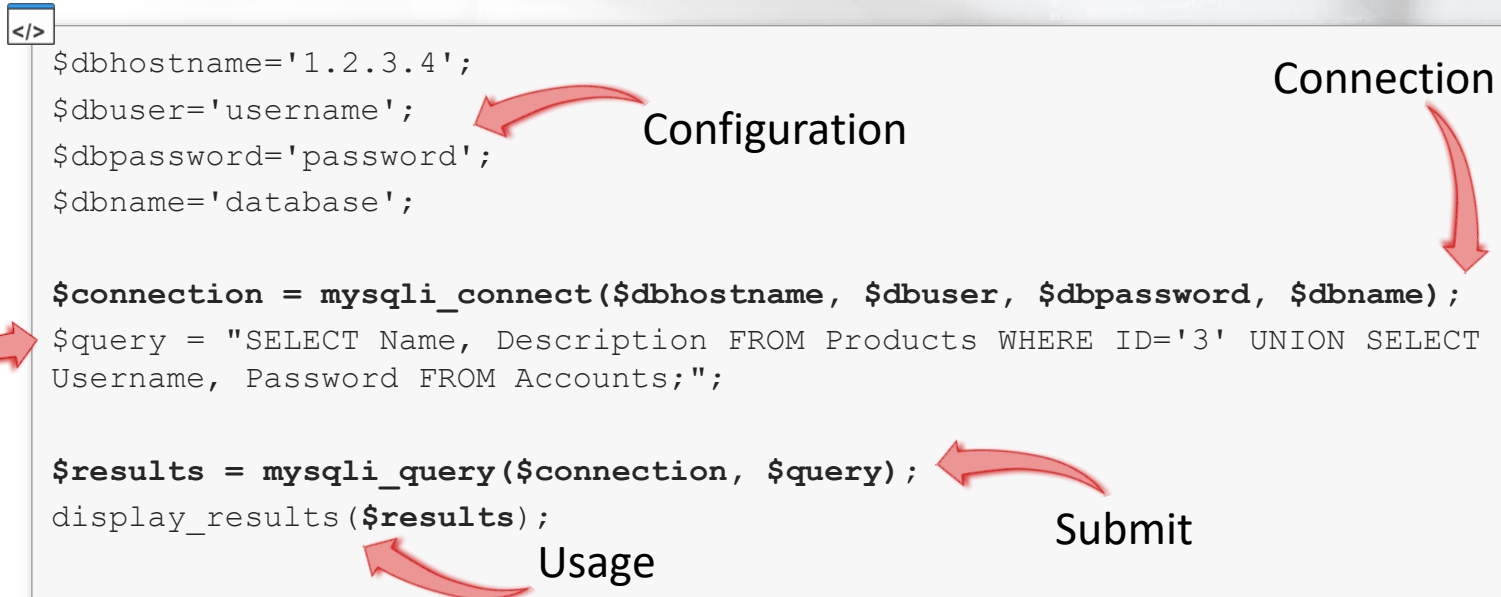 </>
$dbhostname='1.2.3.4';
Connection
$dbuser='username';
Configuration
$dbpassword='password';
$dbname='database';
$connection = mysqli_connect($dbhostname, $dbuser, $dbpassword, $dbname);
$query = "SELECT Name, Description FROM Products WHERE ID='3' UNION SELECT
Username, Password FROM Accounts;";
$results = mysqli_query($connection, $query);
display_results($results);
Submit
Usage